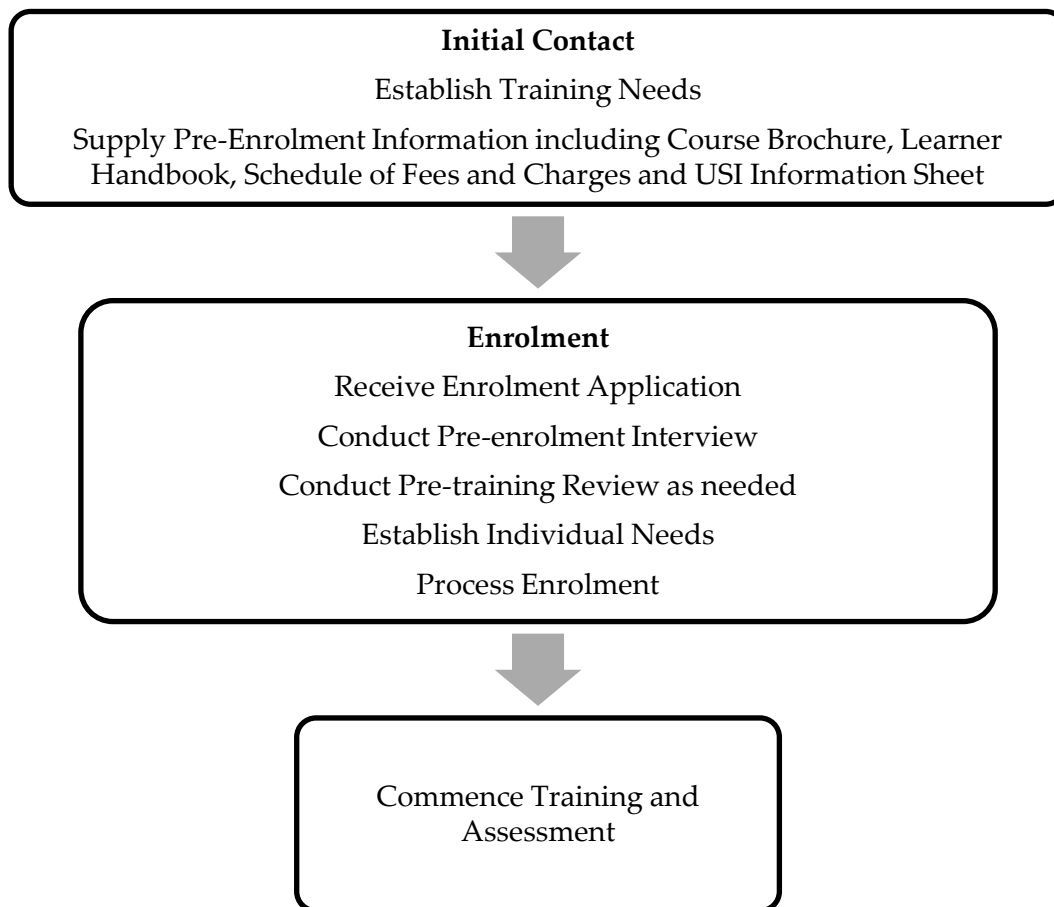 Initial Contact
Establish Training Needs
Supply Pre-Enrolment Information including Course Brochure, Learner
Handbook, Schedule of Fees and Charges and USI Information Sheet
Enrolment
Receive Enrolment Application
Conduct Pre-enrolment Interview
Conduct Pre-training Review as needed
Establish Individual Needs
Process Enrolment
Commence Training and
Assessment